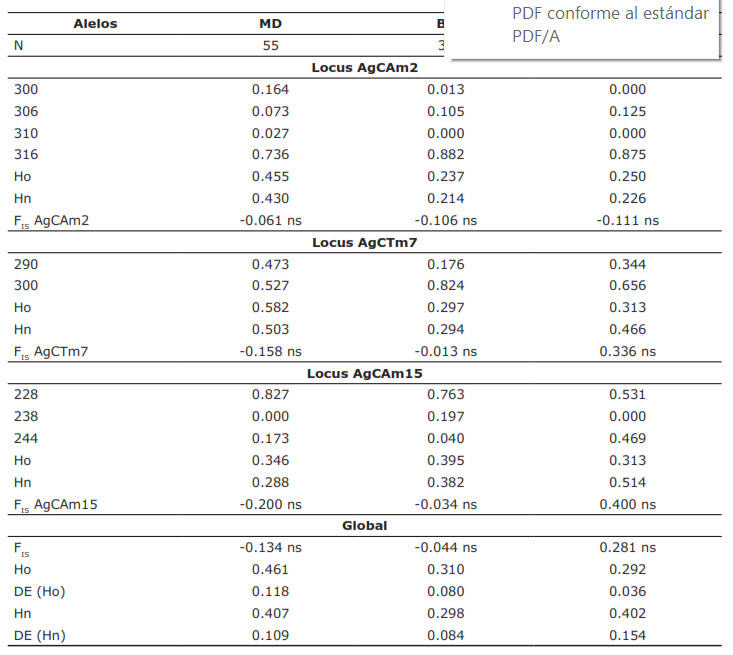 PDF conforme al estándar
PDF/A
Alelos MD B
N 55 3
Locus AgCAm2
300 0.164 0.013 0.000
306 0.073 0.105 0.125
310 0.027 0.000 0.000
316 0.736 0.882 0.875
Ho 0.455 0.237 0.250
Hn 0.430 0.214 0.226
FIS AgCAm2 -0.061 ns -0.106 ns -0.111 ns
Locus AgCTm7
290 0.473 0.176 0.344
300 0.527 0.824 0.656
Ho 0.582 0.297 0.313
Hn 0.503 0.294 0.466
FIS AgCTm7 -0.158 ns -0.013 ns 0.336 ns
Locus AgCAm15
228 0.827 0.763 0.531
238 0.000 0.197 0.000
244 0.173 0.040 0.469
Ho 0.346 0.395 0.313
Hn 0.288 0.382 0.514
FIS AgCAm15 -0.200 ns -0.034 ns 0.400 ns
Global
FIS -0.134 ns -0.044 ns 0.281 ns
Ho 0.461 0.310 0.292
DE (Ho) 0.118 0.080 0.036
Hn 0.407 0.298 0.402
DE (Hn) 0.109 0.084 0.154